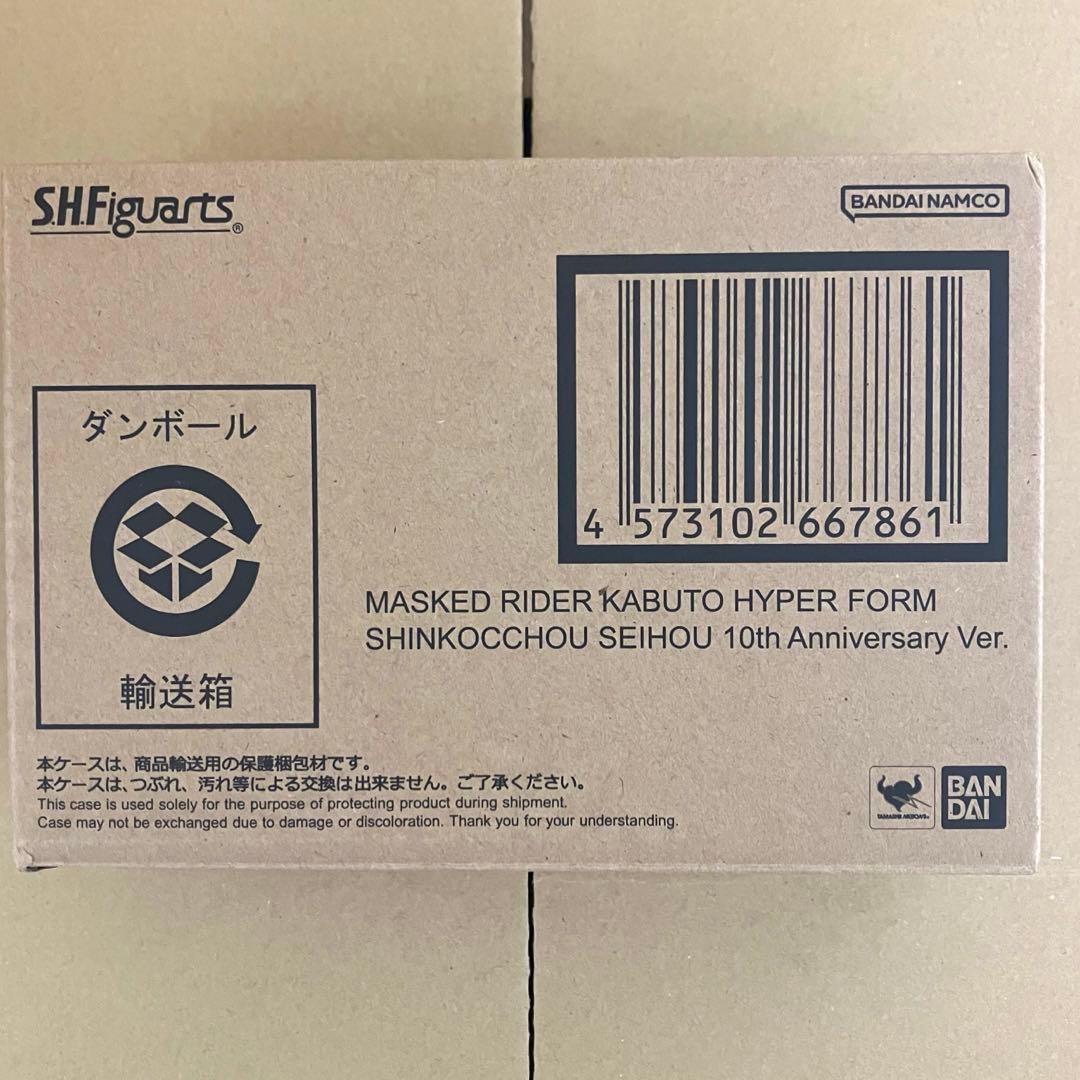 S.H.Figuarts®
BANDAI NAMCO
4 573102 667861
ダンボール
輸送箱
MASKED RIDER KABUTO HYPER FORM
SHINKOCCHOU SEIHOU 10th Anniversary Ver.
本ケースは、商品輸送用の保護梱包材です。
本ケースは、つぶれ、汚れ等による交換は出来ません。ご了承ください。
This case is used solely for the purpose of protecting product during shipment.
Case may not be exchanged due to damage or discoloration. Thank you for your understanding.
TAMASHII NATIONS
BAN
DAI